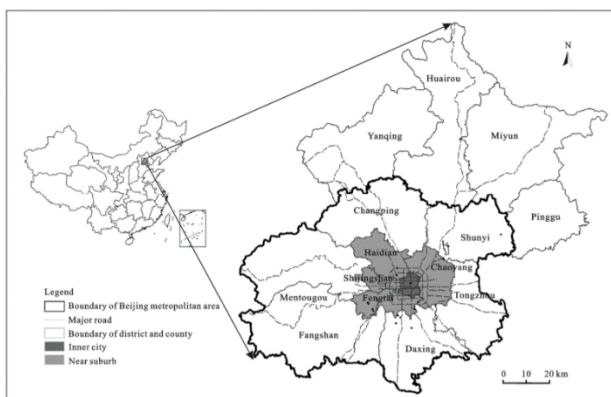 N
Huairou
Yanqing
Miyun
Pinggu
Changping
Shunyi
Haidian
Chaoyang
Shijingshan
Mentougou
Fengtai
Tongzhou
Fangshan
Daxing
Legend
Boundary of Beijing metropolitan area
Major road
Boundary of district and county
Inner city
Near suburb
0 10 20 km